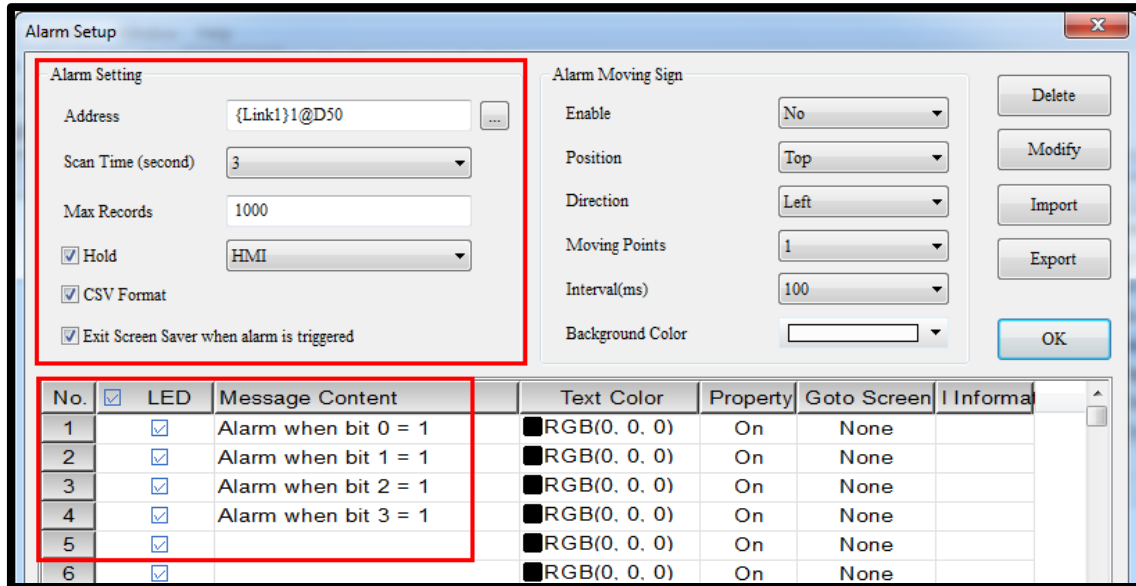 Alarm Setup
Alarm Setting
Address {Link1}1@D50 ...
Scan Time (second) 3
Max Records 1000
Hold HMI
CSV Format
Exit Screen Saver when alarm is triggered
Alarm Moving Sign
Enable No
Position Top
Direction Left
Moving Points 1
Interval(ms) 100
Background Color
Delete
Modify
Import
Export
OK
No. LED Message Content Text Color Property Goto Screen l Informat
1 Alarm when bit 0 = 1 RGB(0, 0, 0) On None
2 Alarm when bit 1 = 1 RGB(0, 0, 0) On None
3 Alarm when bit 2 = 1 RGB(0, 0, 0) On None
4 Alarm when bit 3 = 1 RGB(0, 0, 0) On None
5 RGB(0, 0, 0) On None
6 RGB(0, 0, 0) On None